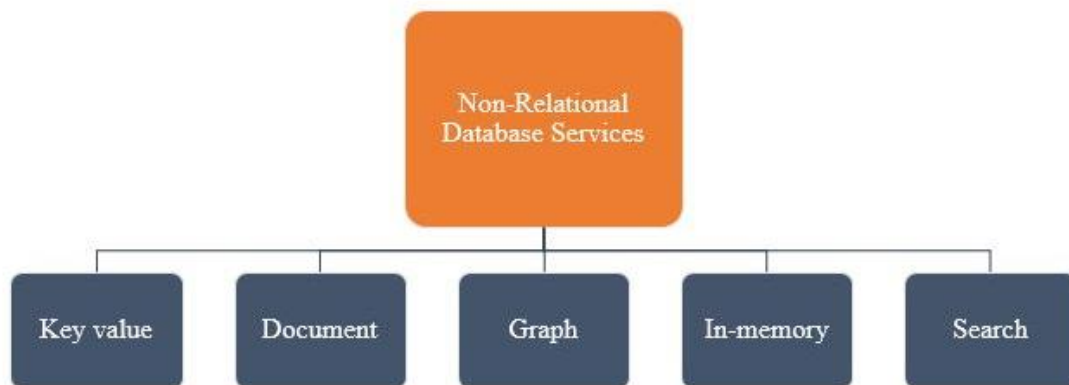 Non-Relational
Database Services
Key value
Document
Graph
In-memory
Search